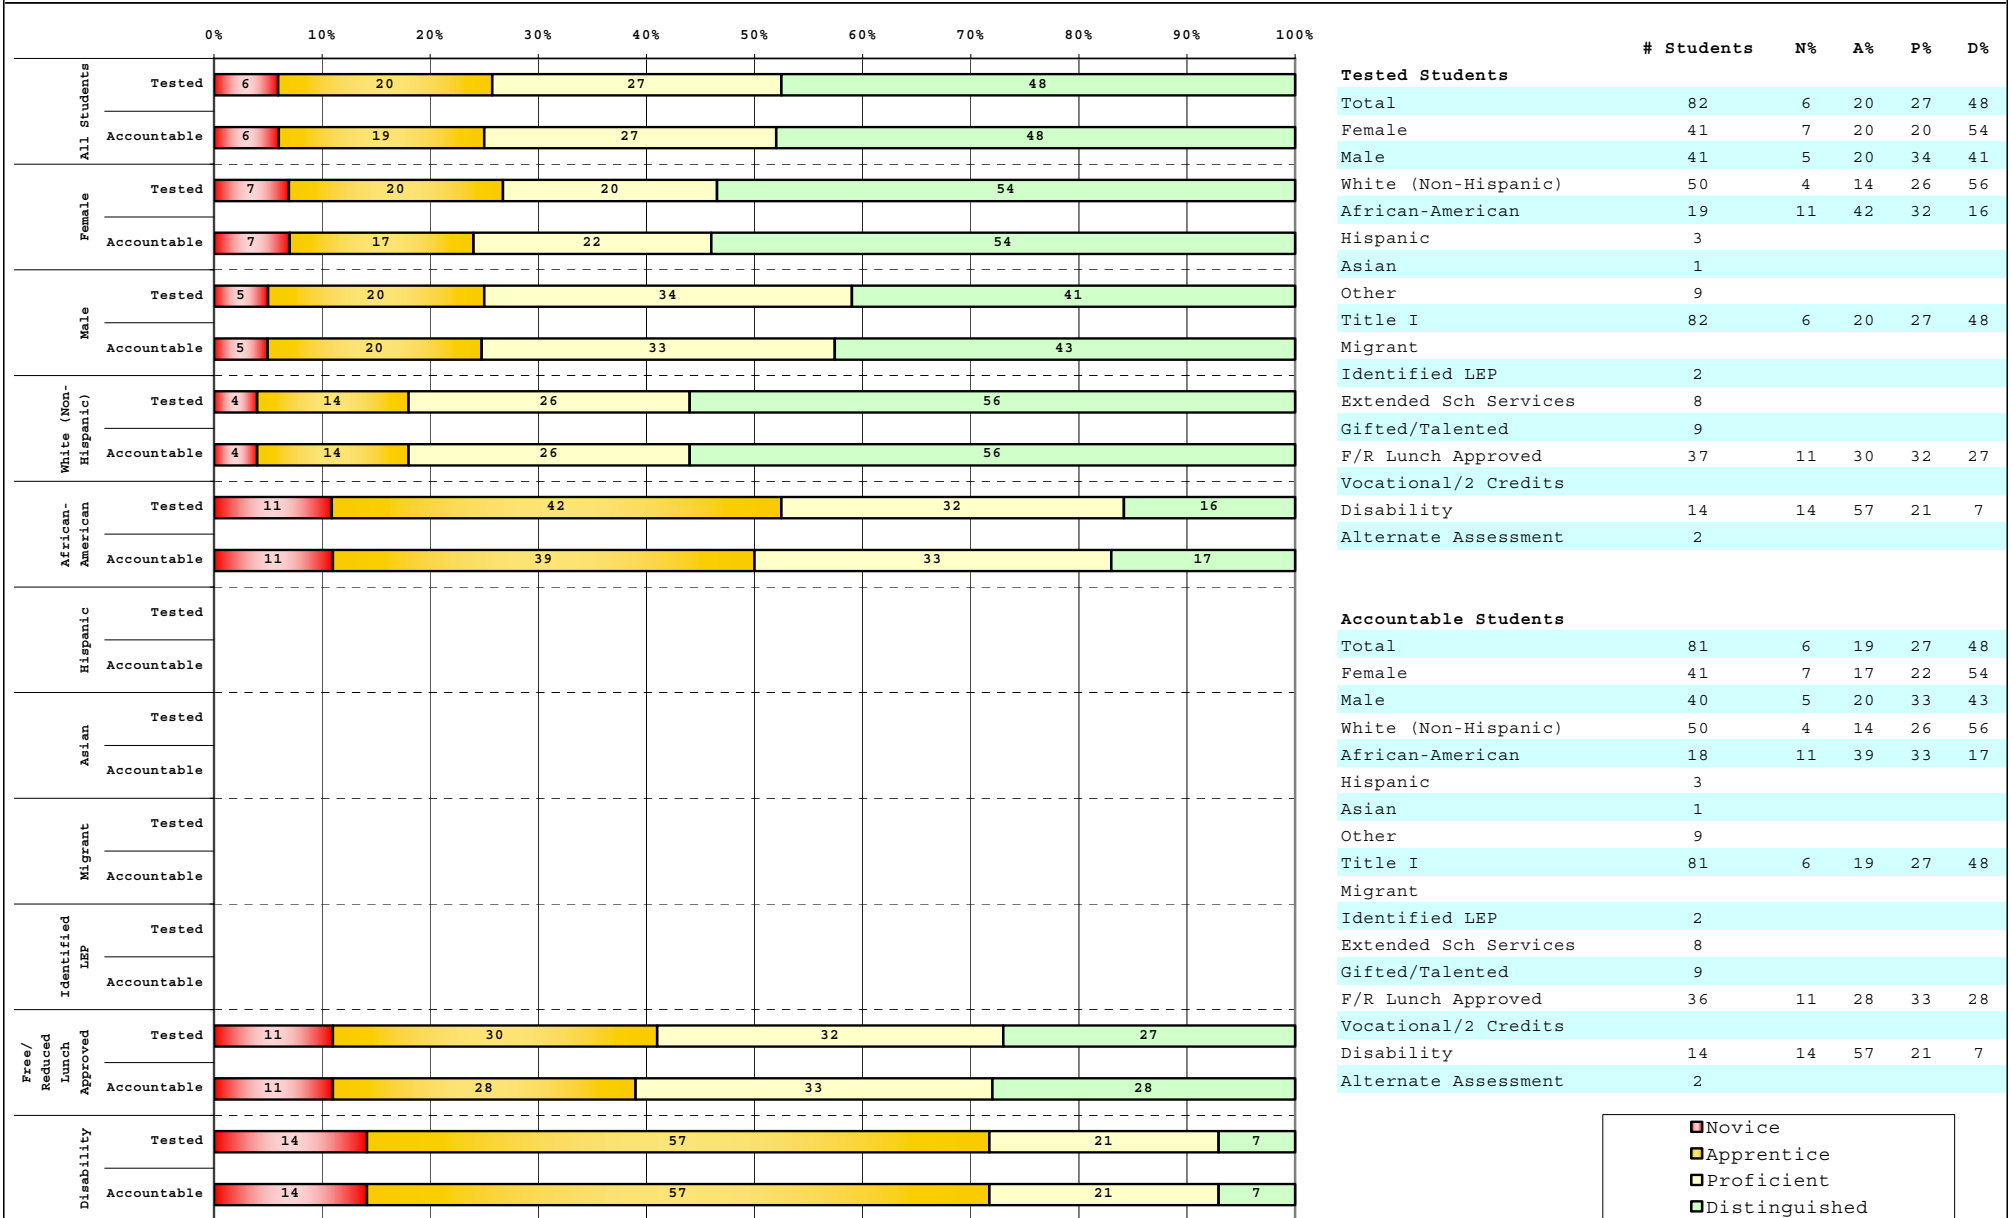 0% 10% 20% 30% 40% 50% 60% 70% 80% 90% 100%
All Students
Tested 6 20 27 48
Accountable 6 19 27 48
Female
Tested 7 20 20 54
Accountable 7 17 22 54
Male
Tested 5 20 34 41
Accountable 5 20 33 43
White (Non-
Hispanic)
Tested 4 14 26 56
Accountable 4 14 26 56
African-
American
Tested 11 42 32 16
Accountable 11 39 33 17
Hispanic
Tested
Accountable
Asian
Tested
Accountable
Migrant
Tested
Accountable
Identified
LEP
Tested
Accountable
Free/
Reduced
Lunch
Approved
Tested 11 30 32 27
Accountable 11 28 33 28
Disability
Tested 14 57 21 7
Accountable 14 57 21 7
# Students N% A% P% D%
Tested Students
Total 82 6 20 27 48
Female 41 7 20 20 54
Male 41 5 20 34 41
White (Non-Hispanic) 50 4 14 26 56
African-American 19 11 42 32 16
Hispanic 3
Asian 1
Other 9
Title I 82 6 20 27 48
Migrant
Identified LEP 2
Extended Sch Services 8
Gifted/Talented 9
F/R Lunch Approved 37 11 30 32 27
Vocational/2 Credits
Disability 14 14 57 21 7
Alternate Assessment 2
Accountable Students
Total 81 6 19 27 48
Female 41 7 17 22 54
Male 40 5 20 33 43
White (Non-Hispanic) 50 4 14 26 56
African-American 18 11 39 33 17
Hispanic 3
Asian 1
Other 9
Title I 81 6 19 27 48
Migrant
Identified LEP 2
Extended Sch Services 8
Gifted/Talented 9
F/R Lunch Approved 36 11 28 33 28
Vocational/2 Credits
Disability 14 14 57 21 7
Alternate Assessment 2
Novice
Apprentice
Proficient
Distinguished